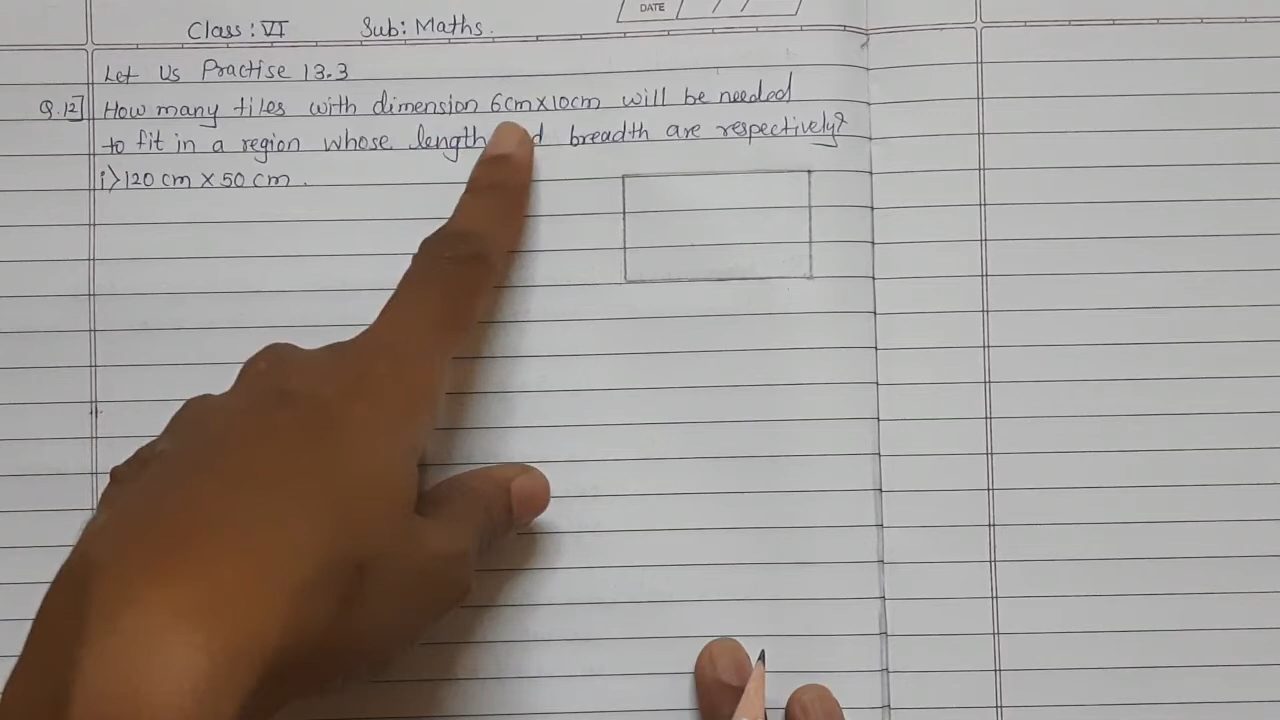 DATE
Class : VI Sub: Maths.
Let Us Practise 13.3
Q.12] How many tiles with dimension 6cm×10cm will be needed
to fit in a region whose length breadth are respectively?
i) 120 cm × 50 cm.